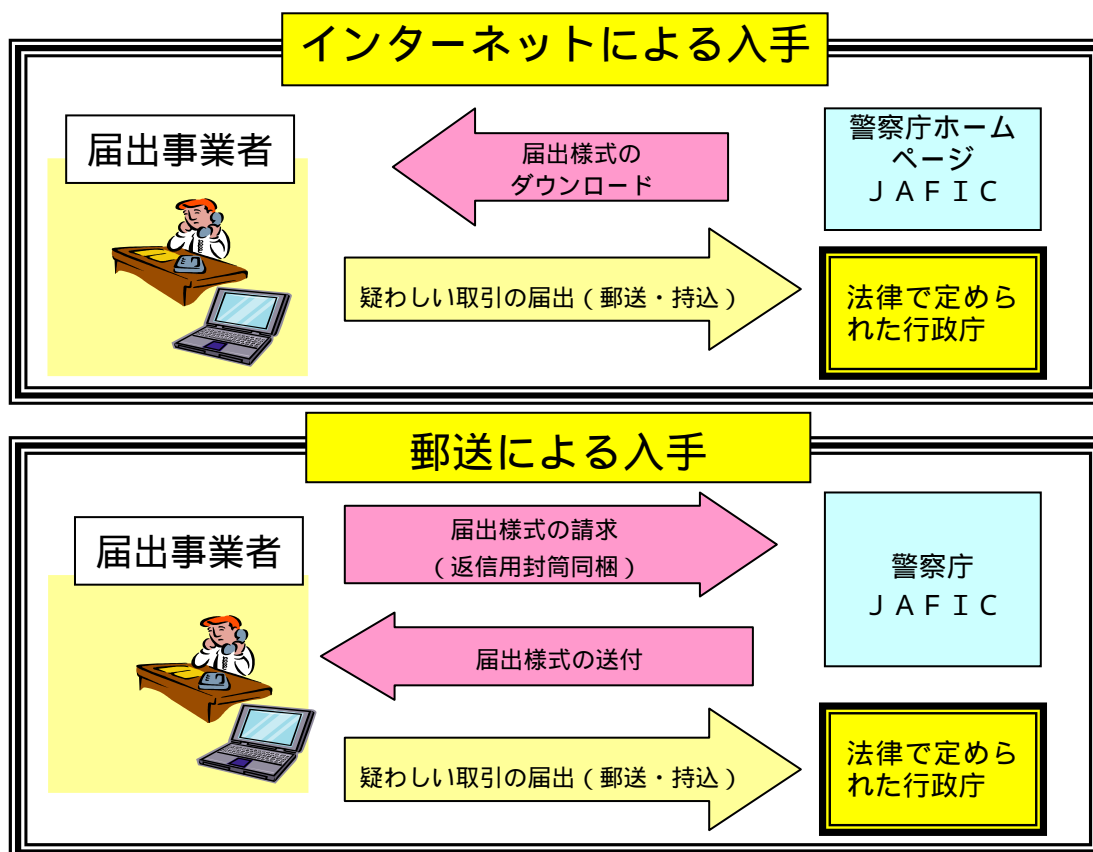 インターネットによる入手
届出事業者
届出様式の
ダウンロード
警察庁ホーム
ページ
ＪＡＦＩＣ
疑わしい取引の届出（郵送・持込）
法律で定めら
れた行政庁
郵送による入手
届出事業者
届出様式の請求
（返信用封筒同梱）
警察庁
ＪＡＦＩＣ
届出様式の送付
疑わしい取引の届出（郵送・持込）
法律で定めら
れた行政庁